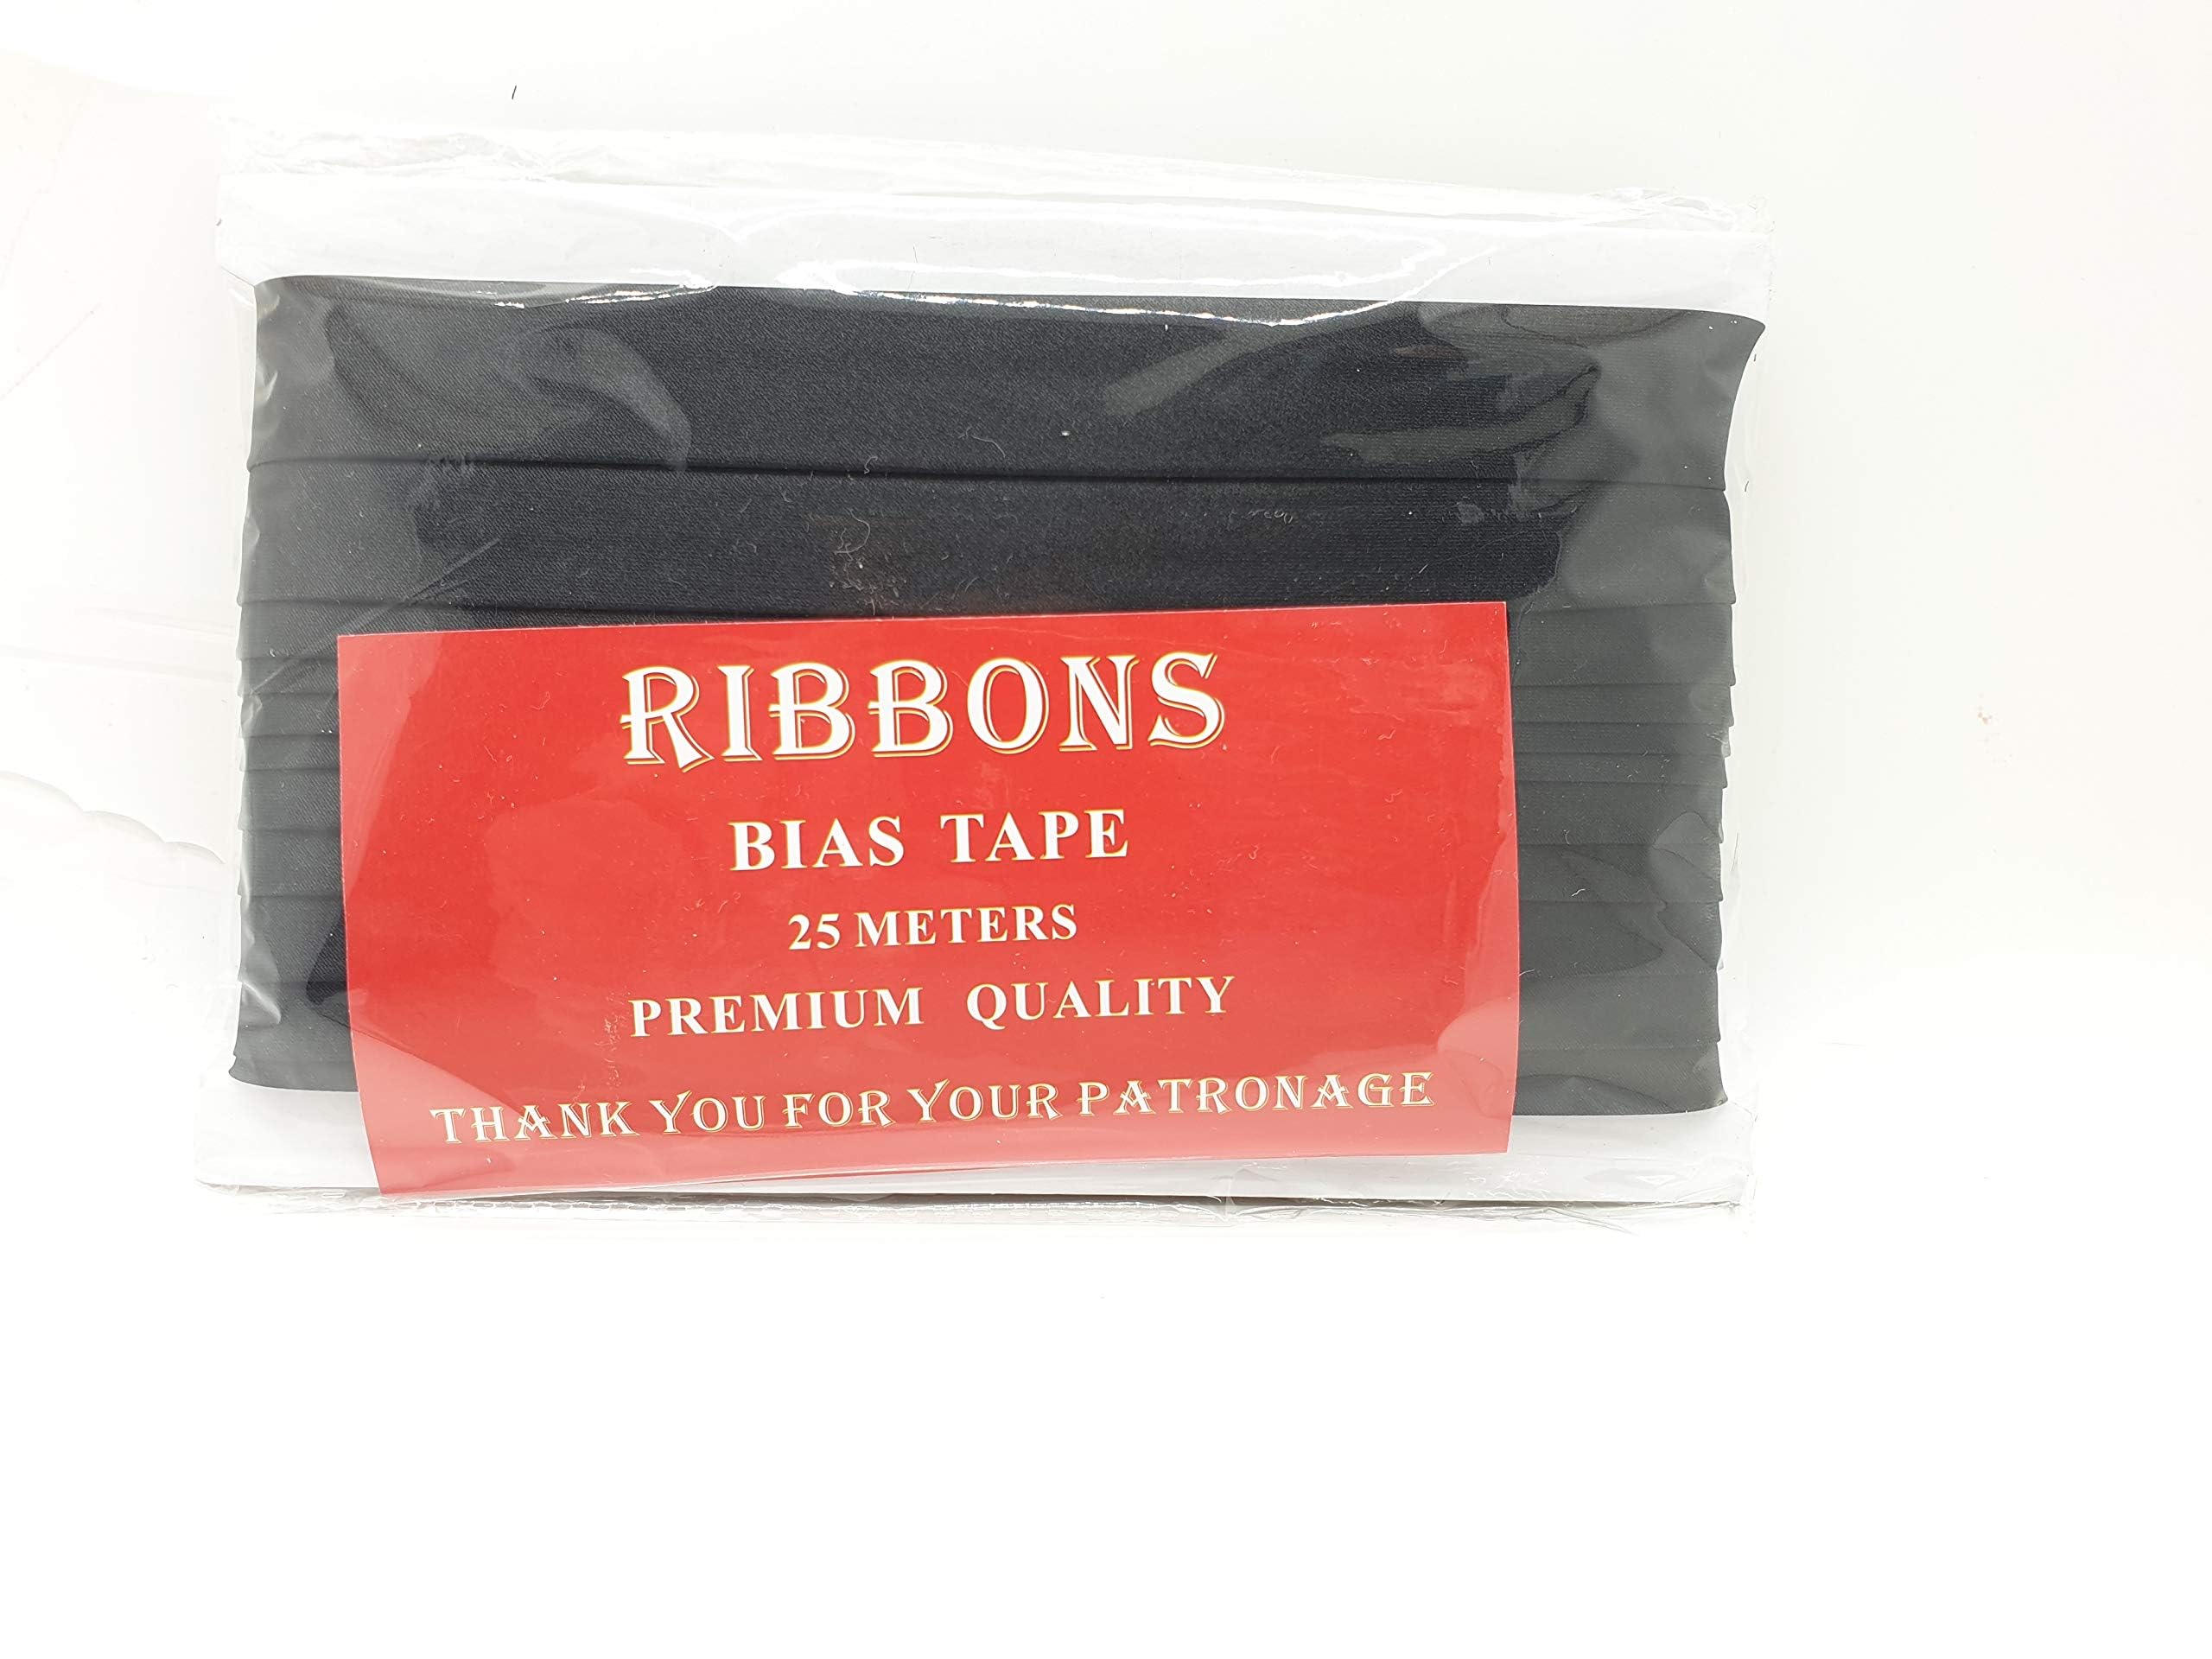 RIBBONS
BIAS TAPE
25 METERS
PREMIUM QUALITY
THANK YOU FOR YOUR PATRONAGE